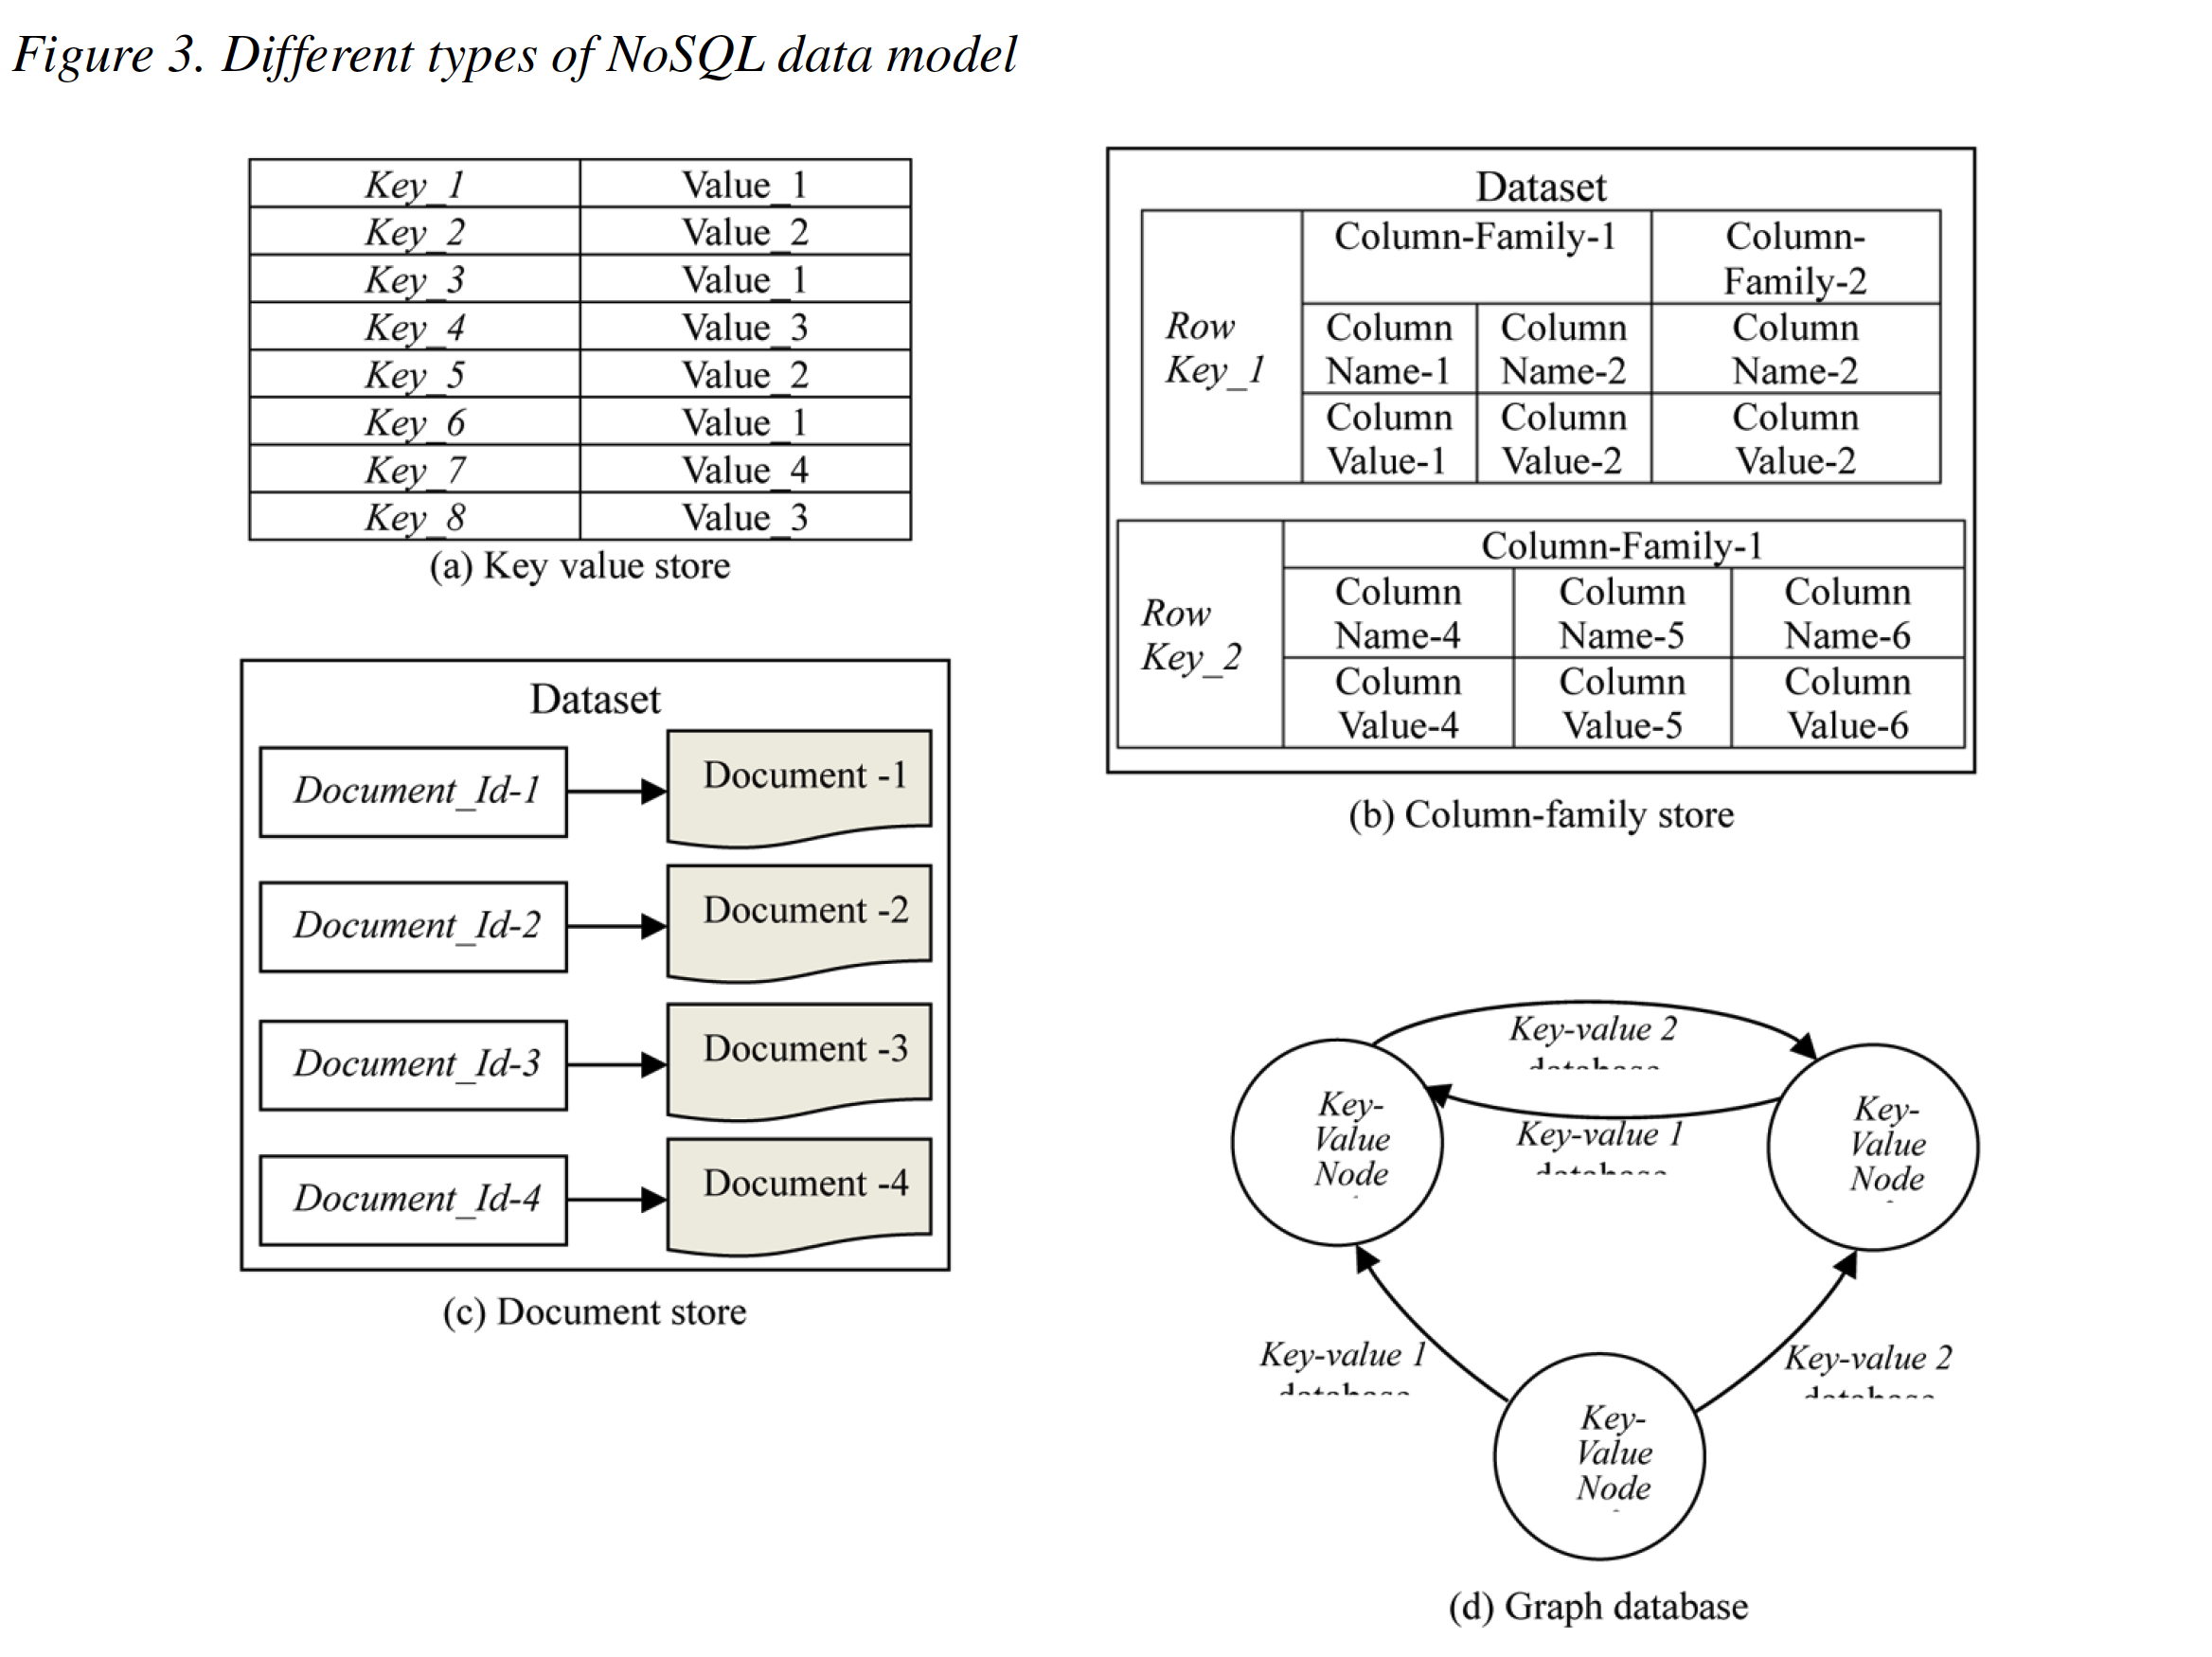 Figure 3. Different types of NoSQL data model
Key_1 Value_1
Key_2 Value_2
Key_3 Value_1
Key_4 Value_3
Key_5 Value_2
Key_6 Value_1
Key_7 Value_4
Key_8 Value_3
(a) Key value store
Dataset
Column-Family-1
Column-
Family-2
Row
Key_1
Column
Name-1
Column
Name-2
Column
Name-2
Column
Value-1
Column
Value-2
Column
Value-2
Row
Key_2
Column-Family-1
Column
Name-4
Column
Name-5
Column
Name-6
Column
Value-4
Column
Value-5
Column
Value-6
(b) Column-family store
Dataset
Document_Id-1
Document -1
Document_Id-2
Document -2
Document_Id-3
Document -3
Document_Id-4
Document -4
(c) Document store
Key-value 2
database
Key-
Value
Node
Key-value 1
database
Key-
Value
Node
Key-value 1
database
Key-value 2
database
Key-
Value
Node
(d) Graph database